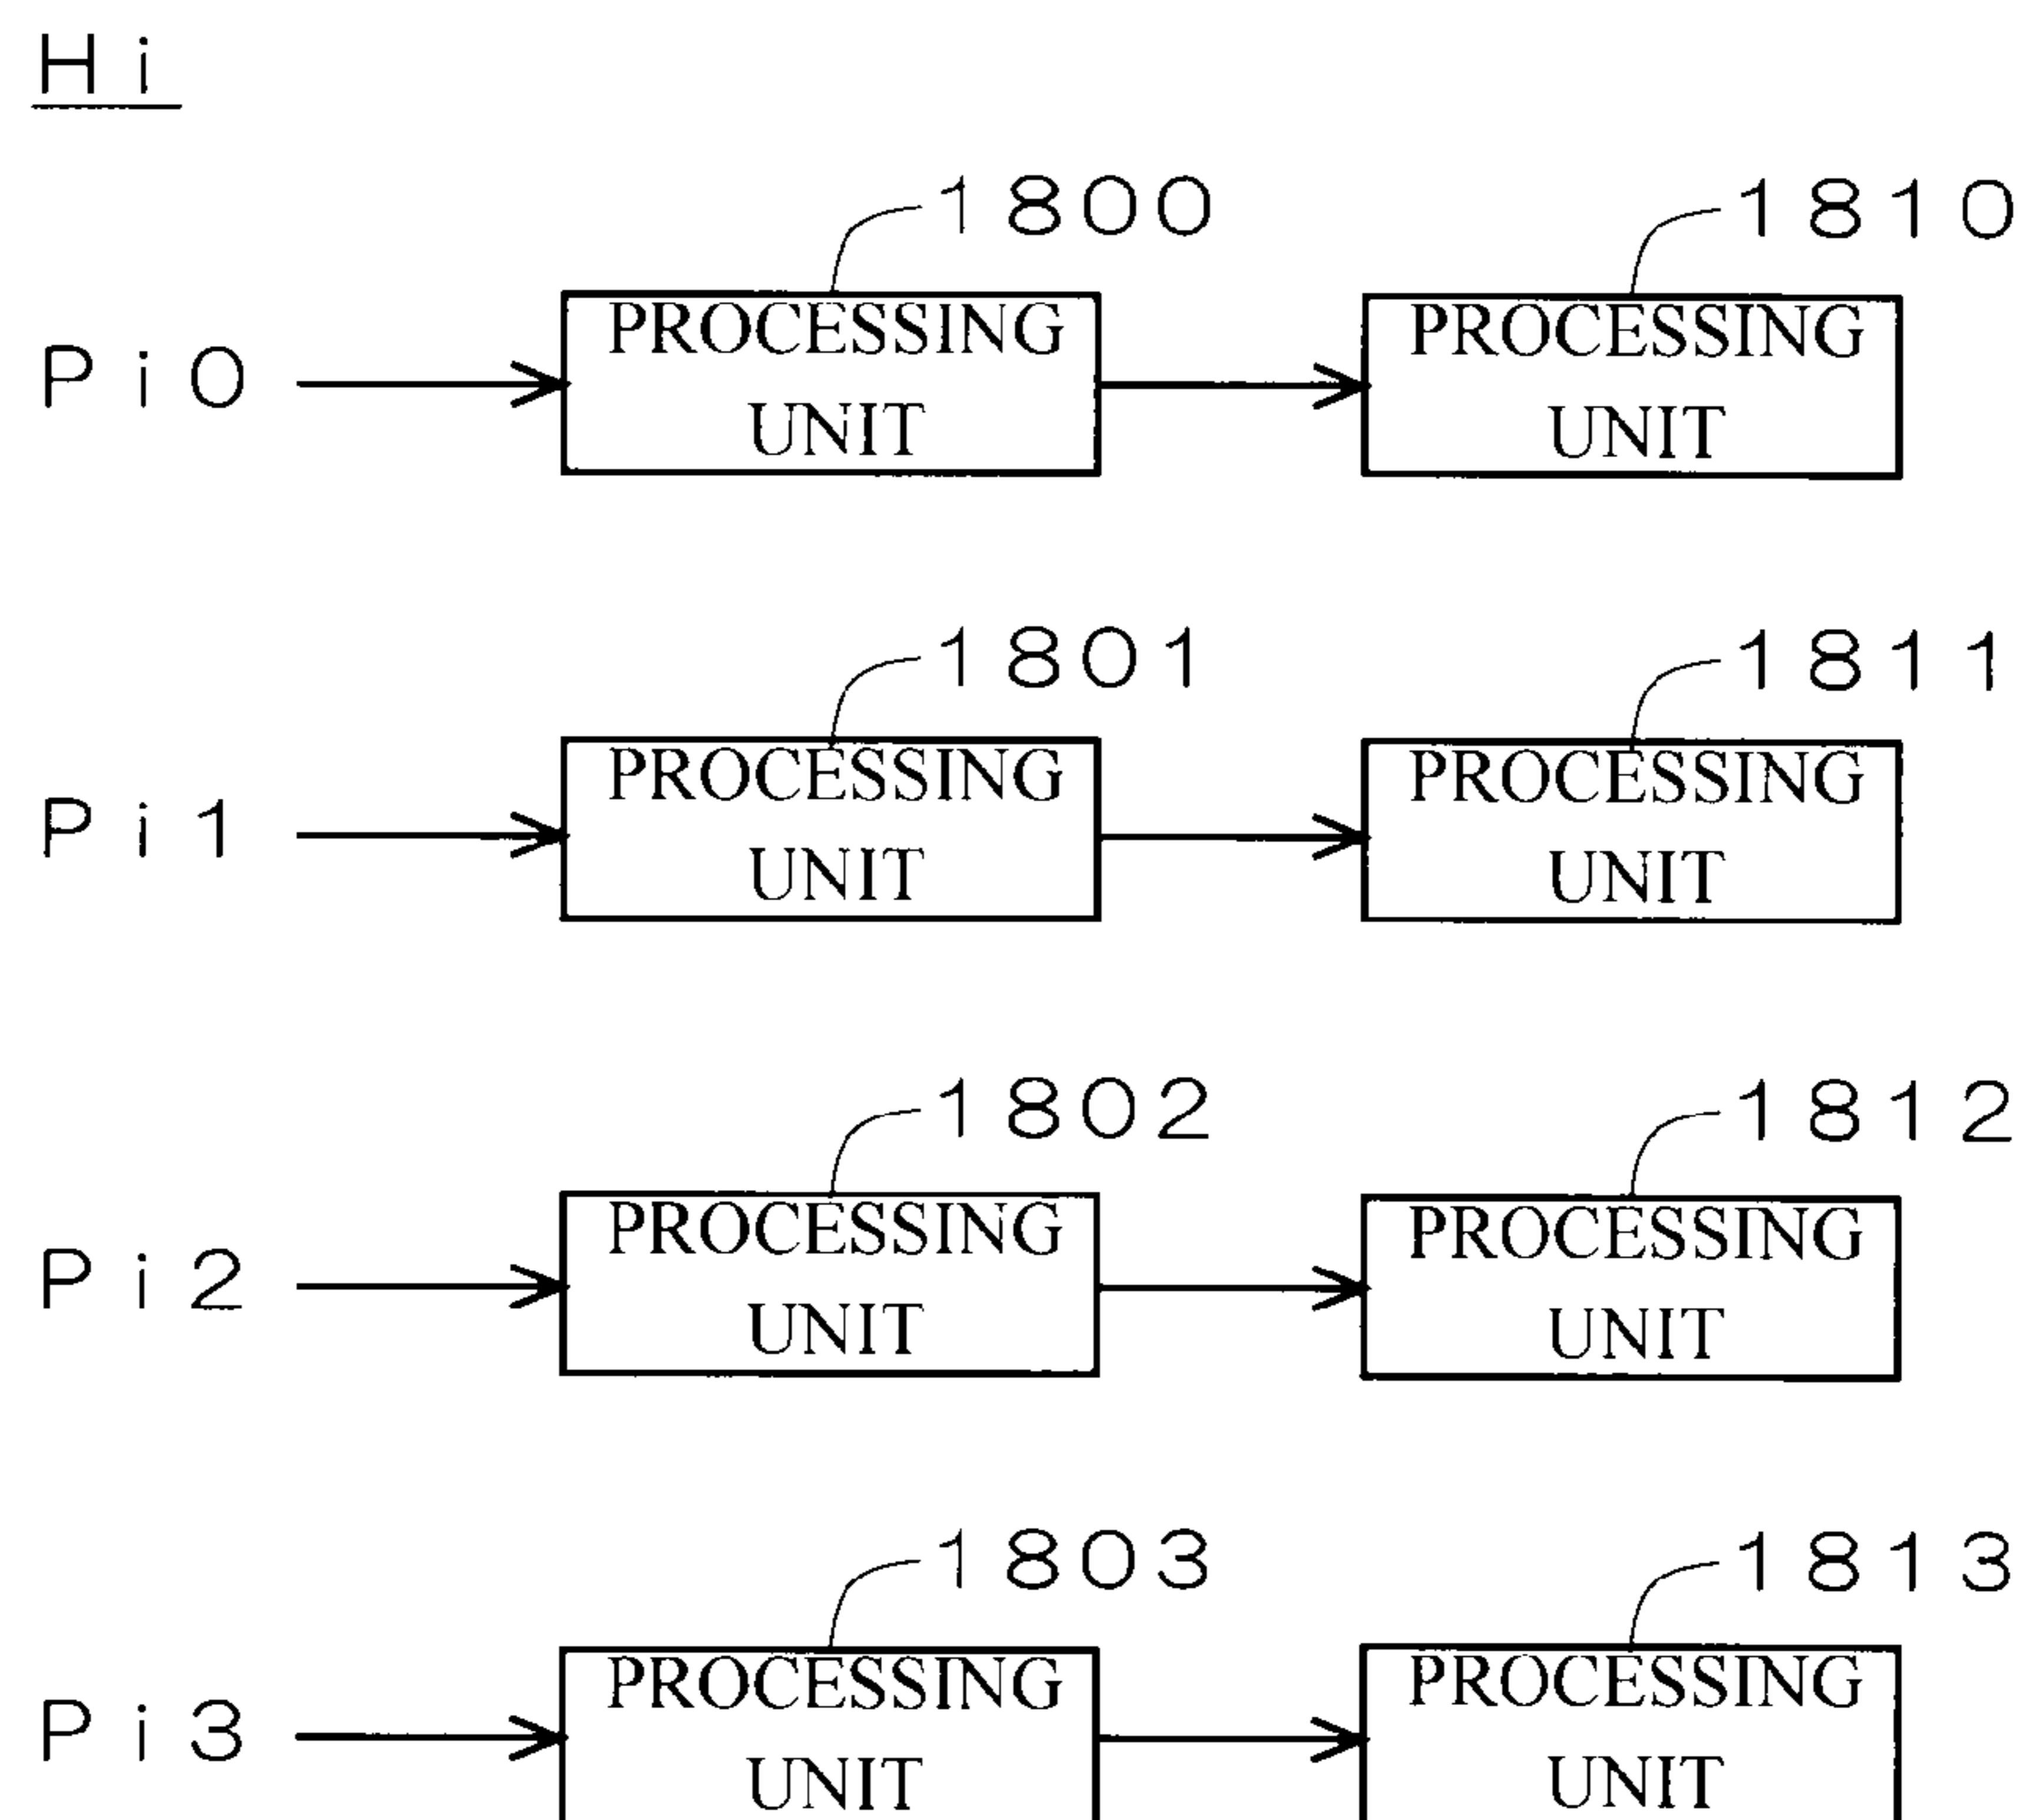 Hi
1800 1810
Pi0 PROCESSING UNIT PROCESSING UNIT
1801 1811
Pi1 PROCESSING UNIT PROCESSING UNIT
1802 1812
Pi2 PROCESSING UNIT PROCESSING UNIT
1803 1813
Pi3 PROCESSING UNIT PROCESSING UNIT